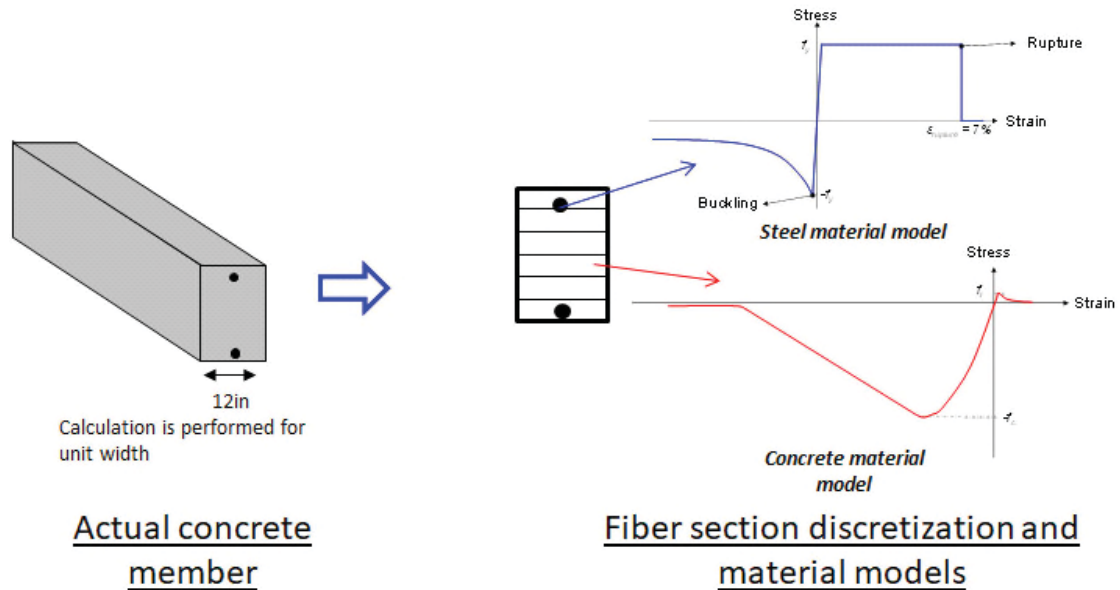 Stress
Rupture
Strain
= 7%
Buckling
Steel material model
Stress
Strain
Concrete material
model
12in
Calculation is performed for
unit width
Actual concrete
member
Fiber section discretization and
material models